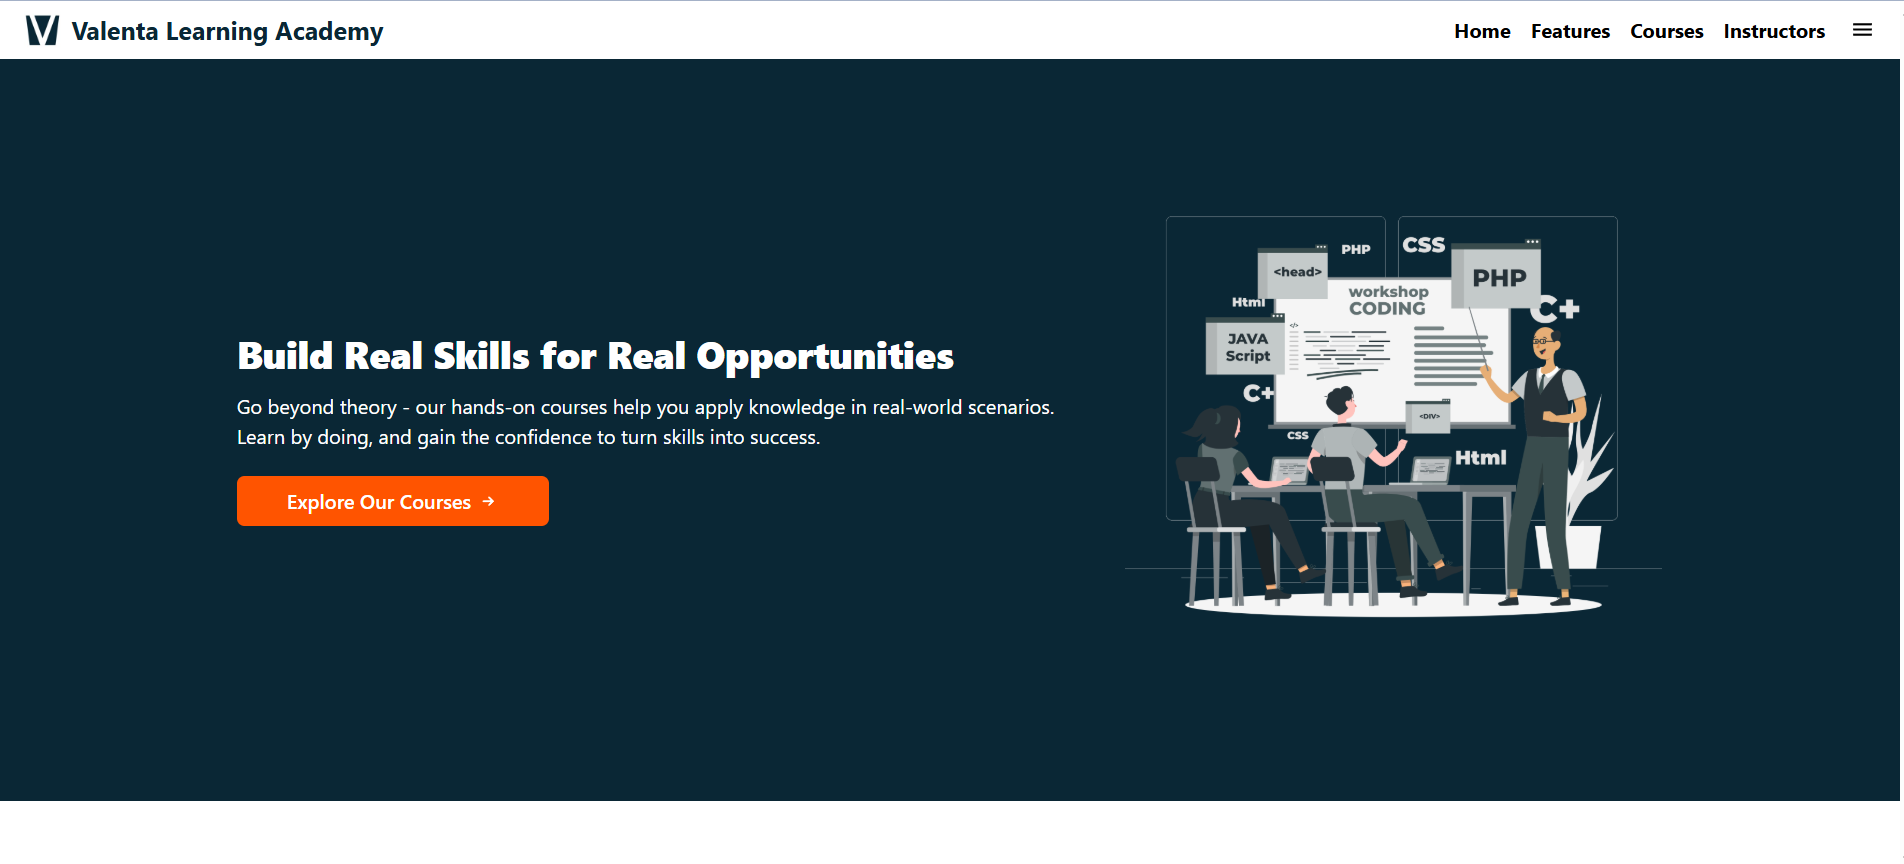 Valenta Learning Academy
Home Features Courses Instructors
Build Real Skills for Real Opportunities
Go beyond theory - our hands-on courses help you apply knowledge in real-world scenarios.
Learn by doing, and gain the confidence to turn skills into success.
Explore Our Courses →
PHP
CSS
<head>
PHP
workshop
CODING
Html
C+
</>
JAVA
Script
C+
<DIV>
CSS
Html